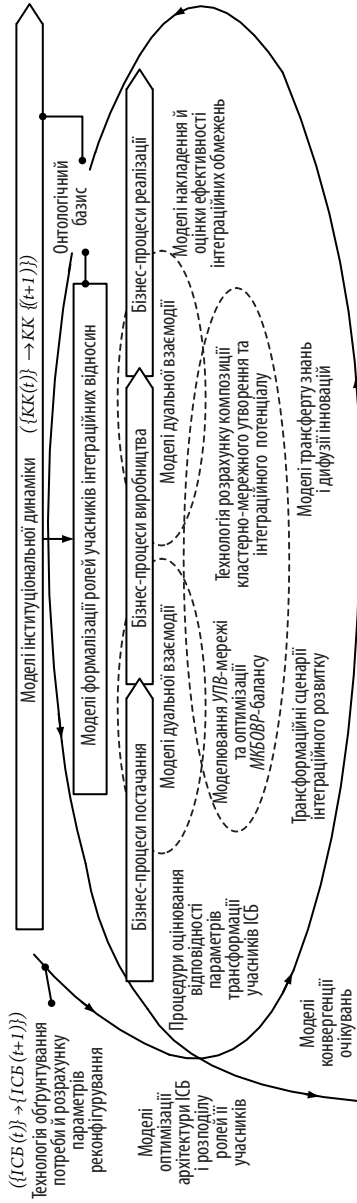 Моделі інституціональної динаміки ({KK(t)} → KK {(t+1)})
({ІСБ(t)} → {ІСБ(t+1)})
Технологія обґрунтування
потреби й розрахунку
параметрів
реконфігурування
Онтологічний
базис
Моделі формалізації ролей учасників інтеграційних відносин
Бізнес-процеси постачання
Бізнес-процеси виробництва
Бізнес-процеси реалізації
Моделі дуальної взаємодії
Моделі дуальної взаємодії
Процедури оцінювання
відповідності
параметрів
трансформації
учасників ІСБ
Моделювання УПВ-мережі
та оптимізації
МКБОВР-балансу
Технологія розрахунку композиції
кластерно-мережного утворення та
інтеграційного потенціалу
Моделі накладення й
оцінки ефективності
інтеграційних обмежень
Моделі
оптимізації
архітектури ІСБ
і розподілу
ролей її
учасників
Моделі
конвергенції
очікувань
Трансформаційні сценарії
інтеграційного розвитку
Моделі трансферту знань
і дифузії інновацій